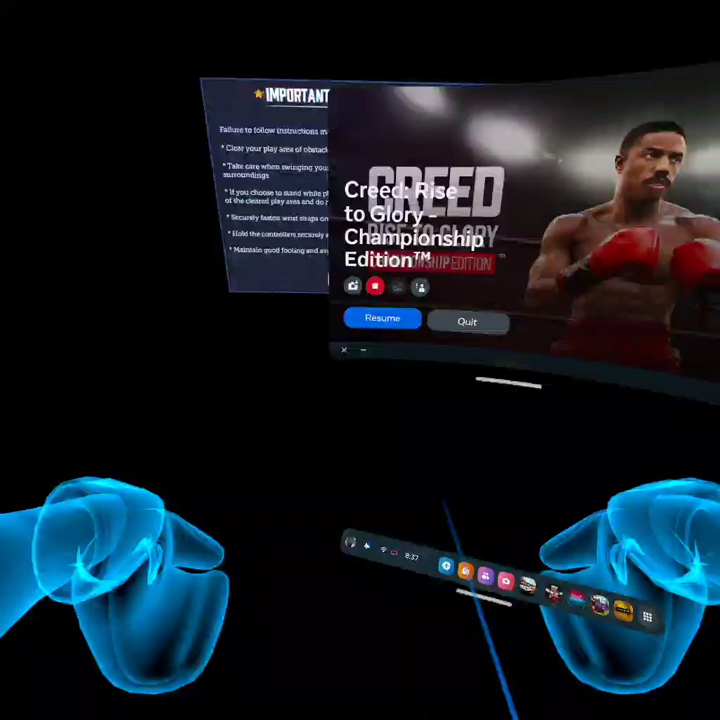 IMPORTANT
Failure to follow instructions m
* Clear your play area of obstac
* Take care when swinging your
surroundings.
* If you choose to stand while pl
of the cleared play area and do n
* Securely fasten wrist straps on
* Hold the controllers securely a
* Maintain good footing and av
CREED
RISE TO GLORY
CHAMPIONSHIP EDITION™
Creed: Rise
to Glory -
Championship
Edition™
Resume
Quit
8:37